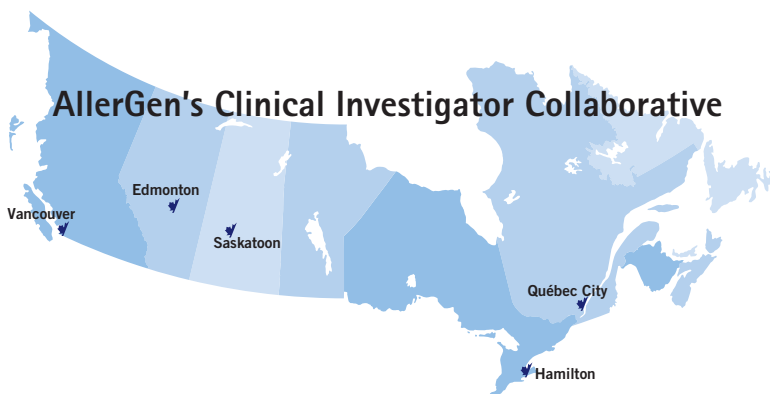 AllerGen's Clinical Investigator Collaborative
Edmonton
Vancouver
Saskatoon
Québec City
Hamilton